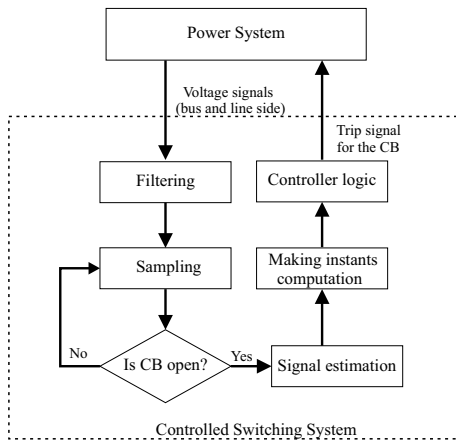 Power System
Voltage signals
(bus and line side)
Trip signal
for the CB
Filtering
Controller logic
Sampling
Making instants
computation
No
Is CB open?
Yes
Signal estimation
Controlled Switching System